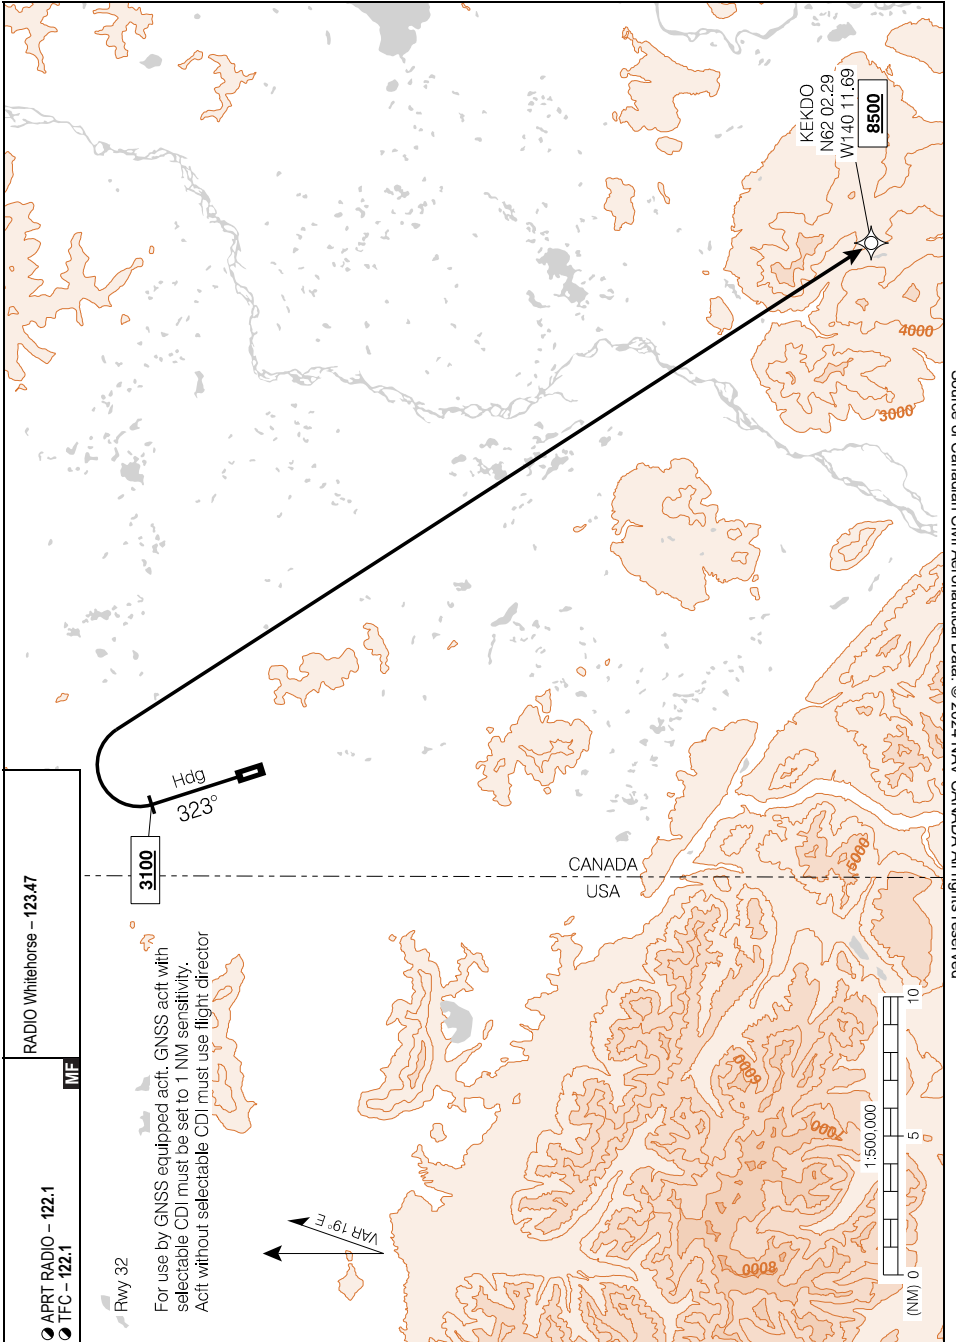 APRT RADIO – 122.1
TFC – 122.1
MF
RADIO Whitehorse – 123.47
Rwy 32
For use by GNSS equipped acft. GNSS acft with
selectable CDI must be set to 1 NM sensitivity.
Acft without selectable CDI must use flight director
VAR 19° E
3100
Hdg
323°
CANADA
USA
KEKDO
N62 02.29
W140 11.69
8500
4000
3000
5000
6000
7000
8000
1:500,000
(NM) 0
5
10
Source of Canadian Civil Aeronautical Data: © 2024 NAV CANADA All rights reserved